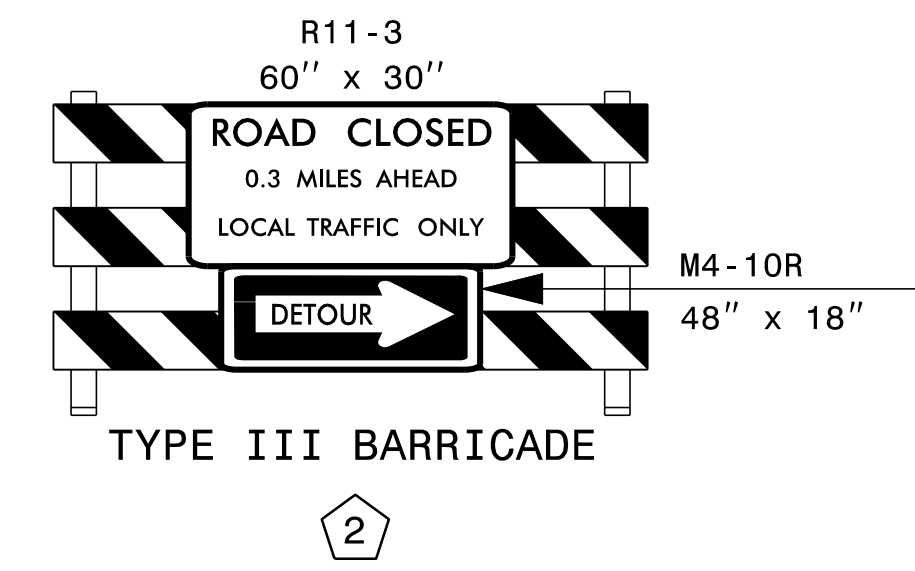 R11-3
60" x 30"
ROAD CLOSED
0.3 MILES AHEAD
LOCAL TRAFFIC ONLY
DETOUR
M4-10R
48" x 18"
TYPE III BARRICADE
2